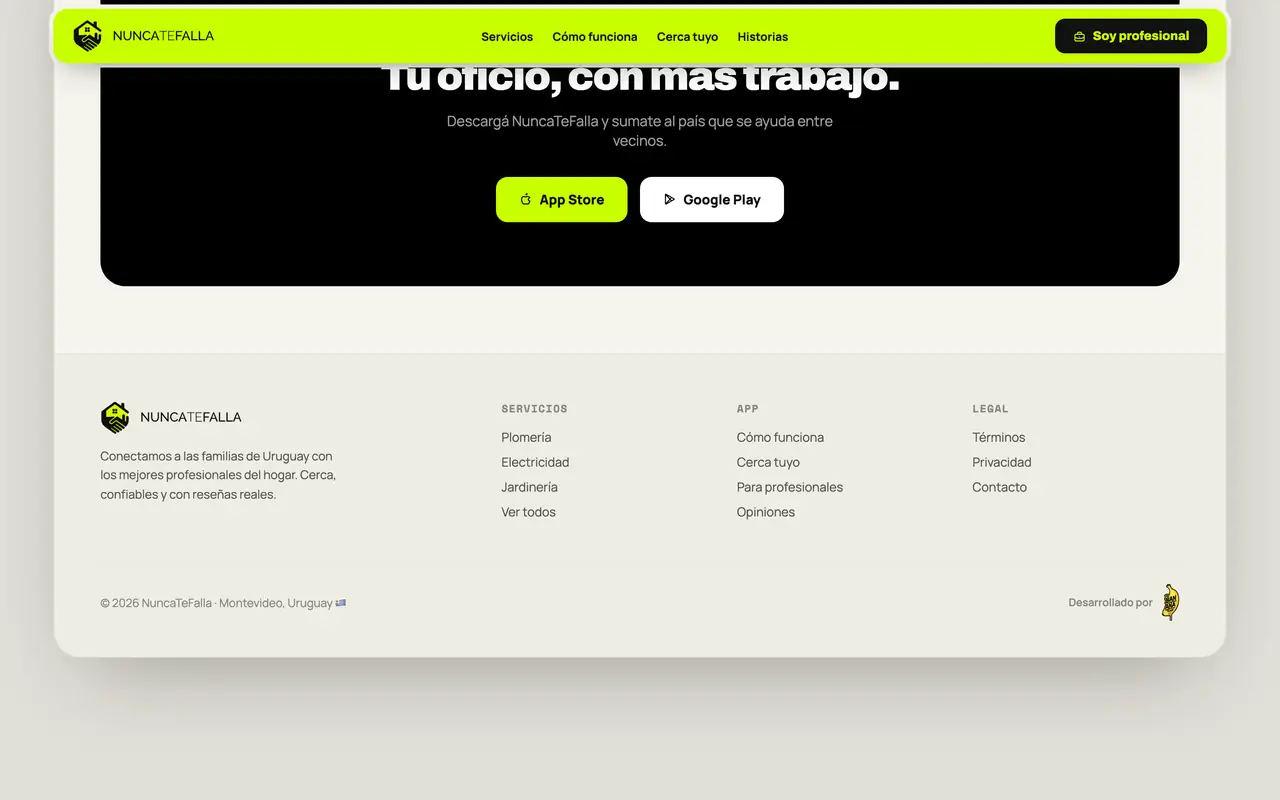 NUNCATEFALLA
Servicios
Cómo funciona
Cerca tuyo
Historias
Soy profesional
Tu oficio, con más trabajo.
Descargá NuncaTeFalla y sumate al país que se ayuda entre
vecinos.
App Store
Google Play
NUNCATEFALLA
Conectamos a las familias de Uruguay con
los mejores profesionales del hogar. Cerca,
confiables y con reseñas reales.
SERVICIOS
Plomería
Electricidad
Jardinería
Ver todos
APP
Cómo funciona
Cerca tuyo
Para profesionales
Opiniones
LEGAL
Términos
Privacidad
Contacto
© 2026 NuncaTeFalla · Montevideo, Uruguay 🇺🇾
Desarrollado por